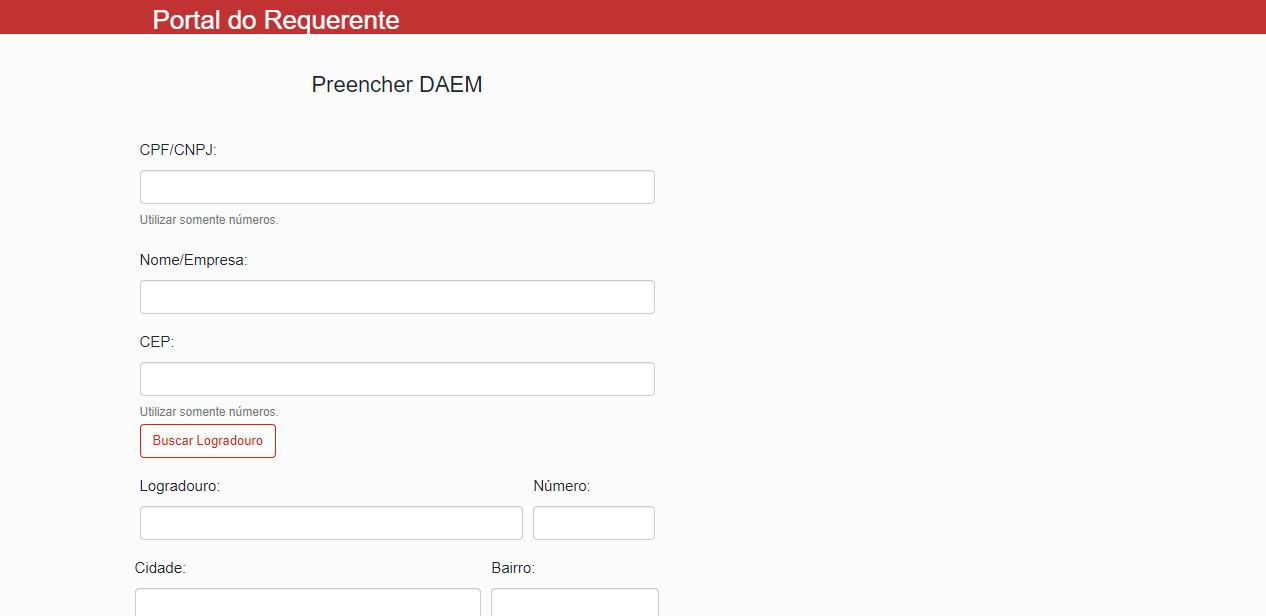 Portal do Requerente
Preencher DAEM
CPF/CNPJ:
Utilizar somente números.
Nome/Empresa:
CEP:
Utilizar somente números.
Buscar Logradouro
Logradouro: Número:
Cidade: Bairro: